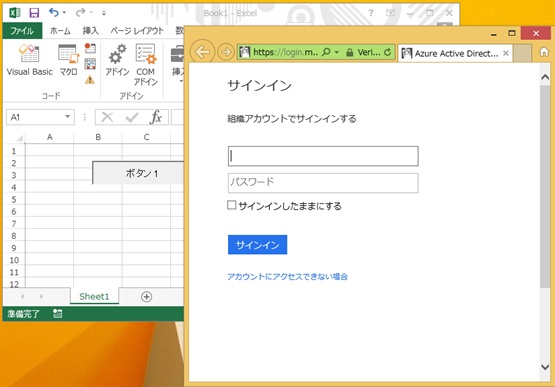 Book1 - Excel
ファイル ホーム 挿入 ページ レイアウト 数
Visual Basic マクロ アドイン COM アドイン 挿入
コード アドイン
A1 fx
A B C
1
2
3
4
5
6
7
8
9
10
11
12
ボタン 1
Sheet1
準備完了
https://login.m... Veri... Azure Active Direct...
サインイン
組織アカウントでサインインする
パスワード
サインインしたままにする
サインイン
アカウントにアクセスできない場合